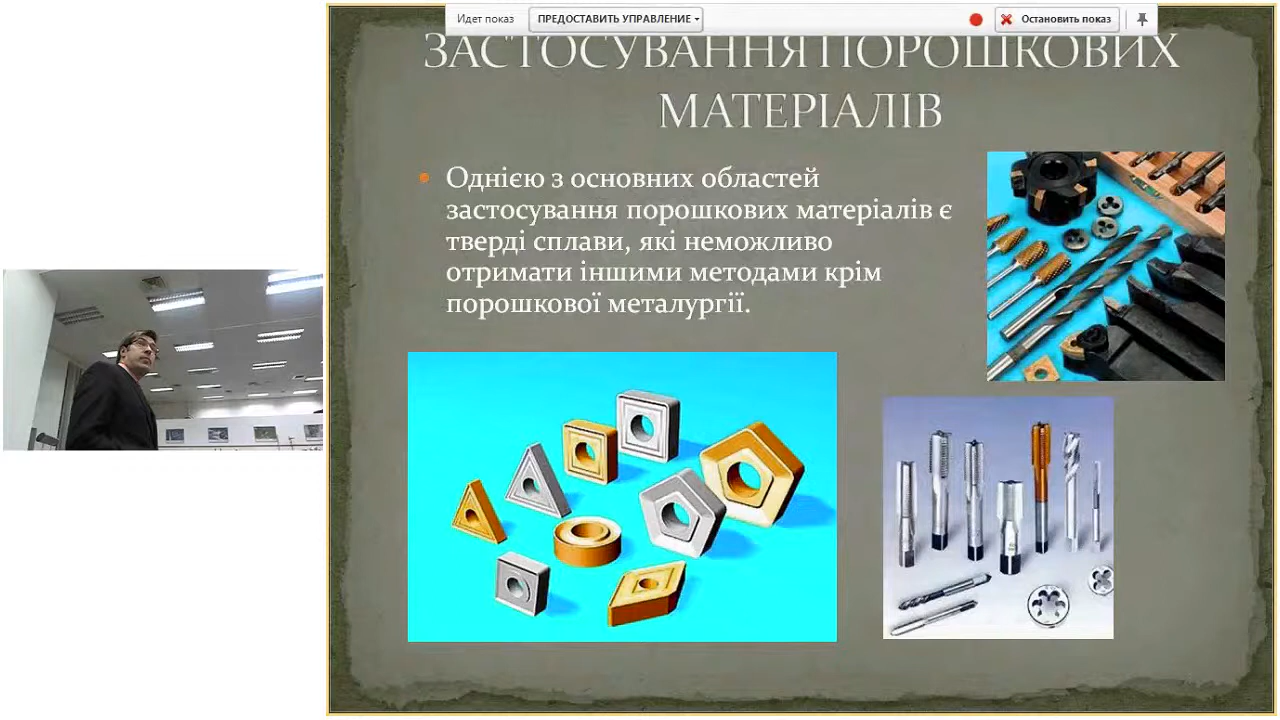 Идет показ
ПРЕДОСТАВИТЬ УПРАВЛЕНИЕ
Остановить показ
ЗАСТОСУВАННЯ ПОРОШКОВИХ
МАТЕРІАЛІВ
Однією з основних областей
застосування порошкових матеріалів є
тверді сплави, які неможливо
отримати іншими методами крім
порошкової металургії.